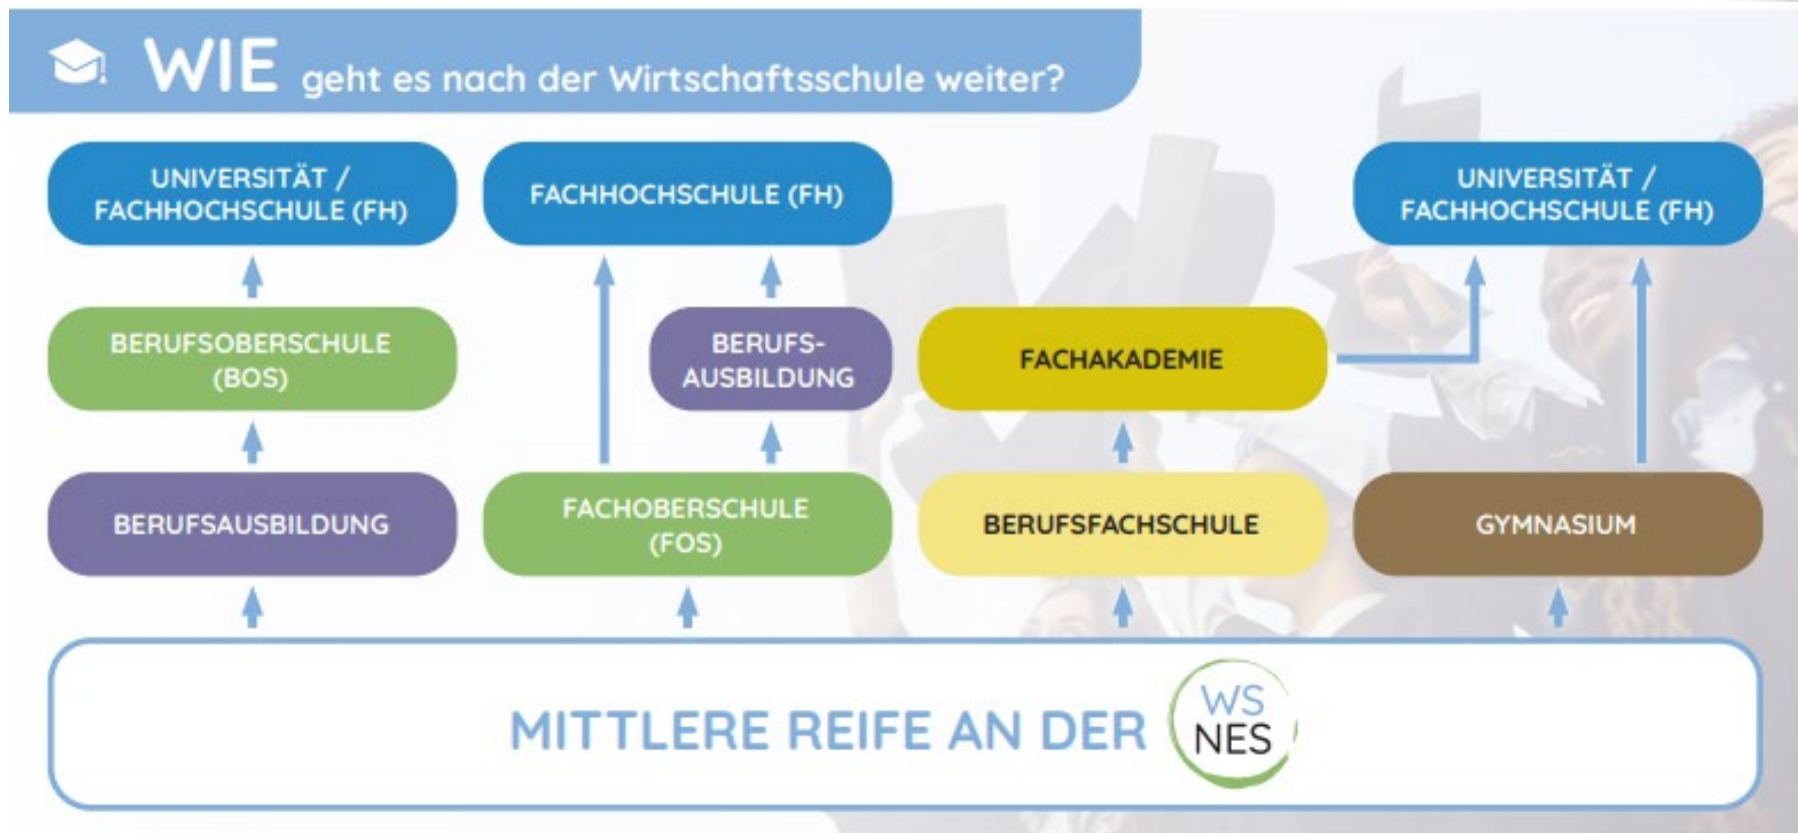 WIE geht es nach der Wirtschaftsschule weiter?
UNIVERSITÄT /
FACHHOCHSCHULE (FH)
FACHHOCHSCHULE (FH)
UNIVERSITÄT /
FACHHOCHSCHULE (FH)
BERUFSOBERSCHULE
(BOS)
BERUFS-
AUSBILDUNG
FACHAKADEMIE
BERUFSAUSBILDUNG
FACHOBERSCHULE
(FOS)
BERUFSFACHSCHULE
GYMNASIUM
MITTLERE REIFE AN DER
WS
NES